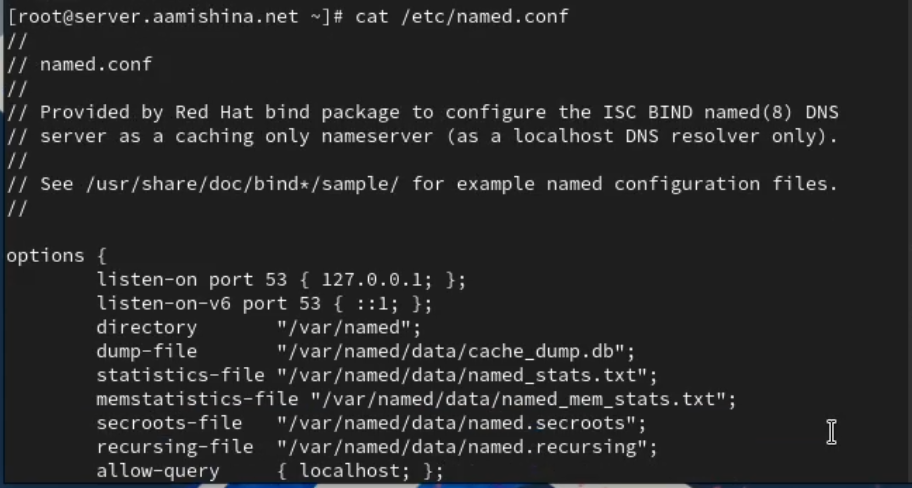 [root@server.aamishina.net ~]# cat /etc/named.conf
//
// named.conf
//
// Provided by Red Hat bind package to configure the ISC BIND named(8) DNS
// server as a caching only nameserver (as a localhost DNS resolver only).
//
// See /usr/share/doc/bind*/sample/ for example named configuration files.
//

options {
        listen-on port 53 { 127.0.0.1; };
        listen-on-v6 port 53 { ::1; };
        directory       "/var/named";
        dump-file       "/var/named/data/cache_dump.db";
        statistics-file "/var/named/data/named_stats.txt";
        memstatistics-file "/var/named/data/named_mem_stats.txt";
        secroots-file   "/var/named/data/named.secroots";
        recursing-file  "/var/named/data/named.recursing";
        allow-query     { localhost; };